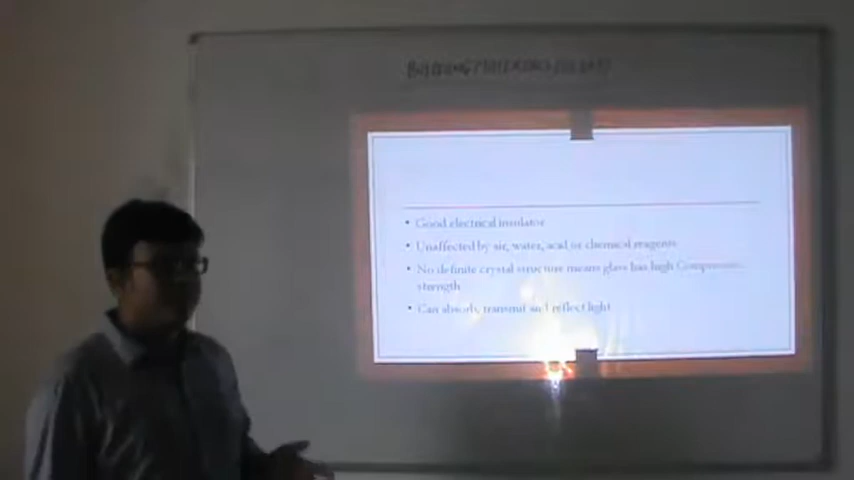 • Good electrical insulator
• Unaffected by air, water, acid or chemical reagents
• No definite crystal structure means glass has high
strength
• Can absorb, transmit and reflect light